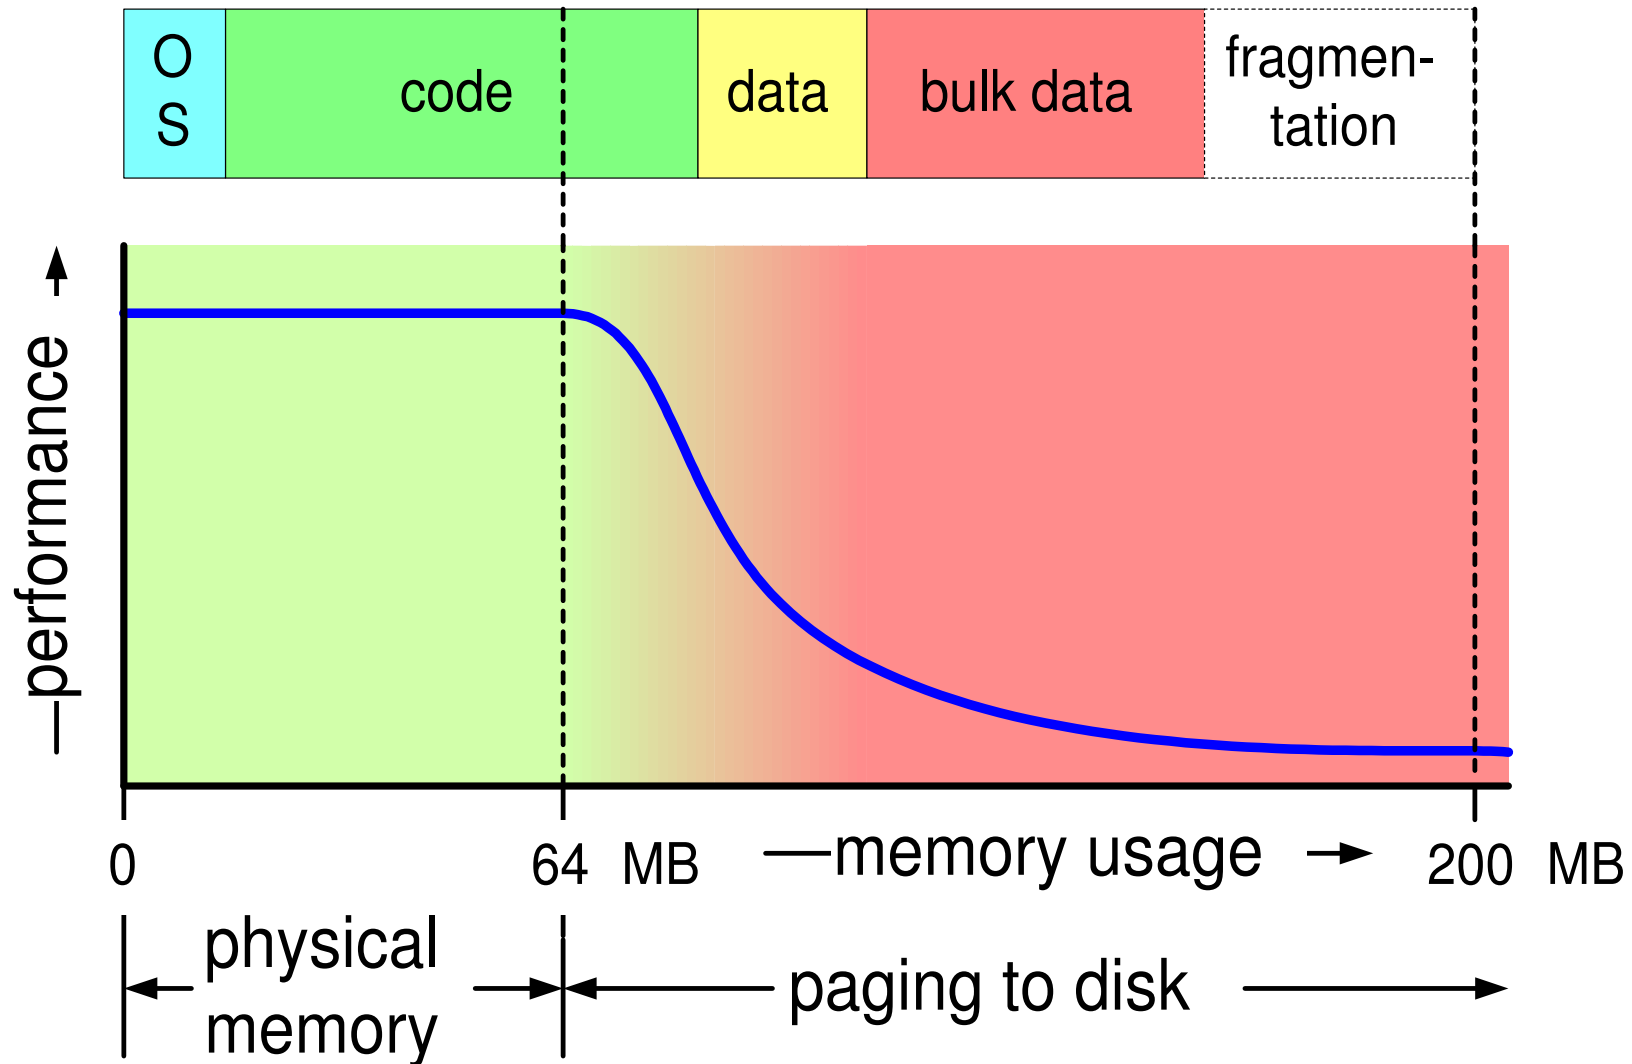 O
S
code
data
bulk data
fragmen-
tation
performance
0
64 MB
memory usage
200 MB
physical
memory
paging to disk